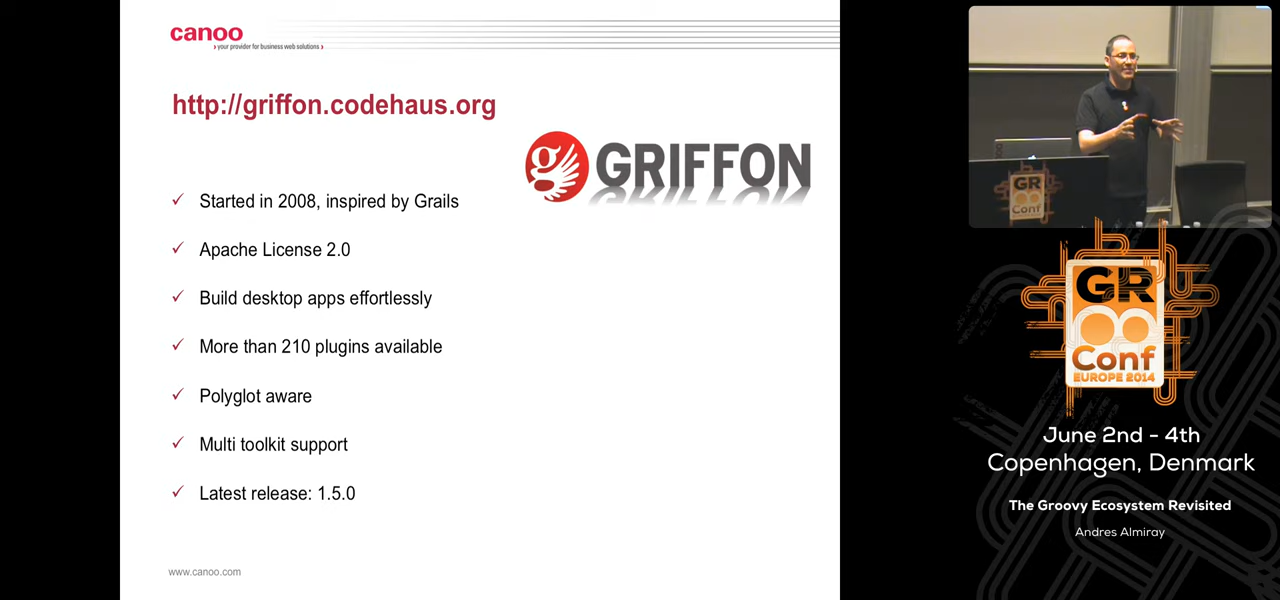 canoo
your provider for business web solutions
http://griffon.codehaus.org
g GRIFFON
Started in 2008, inspired by Grails
Apache License 2.0
Build desktop apps effortlessly
More than 210 plugins available
Polyglot aware
Multi toolkit support
Latest release: 1.5.0
www.canoo.com
GR
Conf
GR
Conf
EUROPE 2014
June 2nd - 4th
Copenhagen, Denmark
The Groovy Ecosystem Revisited
Andres Almiray